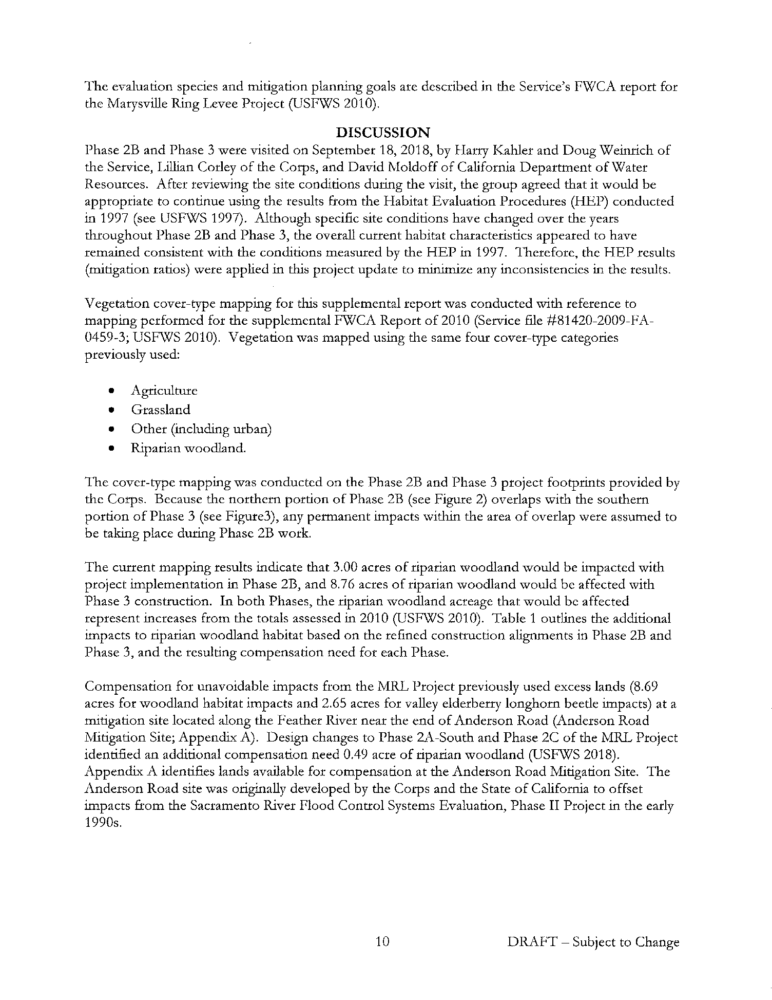 The evaluation species and mitigation planning goals are described in the Service's FWCA report for
the Marysville Ring Levee Project (USFWS 2010).
DISCUSSION
Phase 2B and Phase 3 were visited on September 18, 2018, by Harry Kahler and Doug Weinrich of
the Service, Lillian Corley of the Corps, and David Moldoff of California Department of Water
Resources. After reviewing the site conditions during the visit, the group agreed that it would be
appropriate to continue using the results from the Habitat Evaluation Procedures (HEP) conducted
in 1997 (see USFWS 1997). Although specific site conditions have changed over the years
throughout Phase 2B and Phase 3, the overall current habitat characteristics appeared to have
remained consistent with the conditions measured by the HEP in 1997. Therefore, the HEP results
(mitigation ratios) were applied in this project update to minimize any inconsistencies in the results.
Vegetation cover-type mapping for this supplemental report was conducted with reference to
mapping performed for the supplemental FWCA Report of 2010 (Service file #81420-2009-FA-
0459-3; USFWS 2010). Vegetation was mapped using the same four cover-type categories
previously used:
• Agriculture
• Grassland
• Other (including urban)
• Riparian woodland.
The cover-type mapping was conducted on the Phase 2B and Phase 3 project footprints provided by
the Corps. Because the northern portion of Phase 2B (see Figure 2) overlaps with the southern
portion of Phase 3 (see Figure3), any permanent impacts within the area of overlap were assumed to
be taking place during Phase 2B work.
The current mapping results indicate that 3.00 acres of riparian woodland would be impacted with
project implementation in Phase 2B, and 8.76 acres of riparian woodland would be affected with
Phase 3 construction. In both Phases, the riparian woodland acreage that would be affected
represent increases from the totals assessed in 2010 (USFWS 2010). Table 1 outlines the additional
impacts to riparian woodland habitat based on the refined construction alignments in Phase 2B and
Phase 3, and the resulting compensation need for each Phase.
Compensation for unavoidable impacts from the MRL Project previously used excess lands (8.69
acres for woodland habitat impacts and 2.65 acres for valley elderberry longhorn beetle impacts) at a
mitigation site located along the Feather River near the end of Anderson Road (Anderson Road
Mitigation Site; Appendix A). Design changes to Phase 2A-South and Phase 2C of the MRL Project
identified an additional compensation need 0.49 acre of riparian woodland (USFWS 2018).
Appendix A identifies lands available for compensation at the Anderson Road Mitigation Site. The
Anderson Road site was originally developed by the Corps and the State of California to offset
impacts from the Sacramento River Flood Control Systems Evaluation, Phase II Project in the early
1990s.
10 DRAFT – Subject to Change